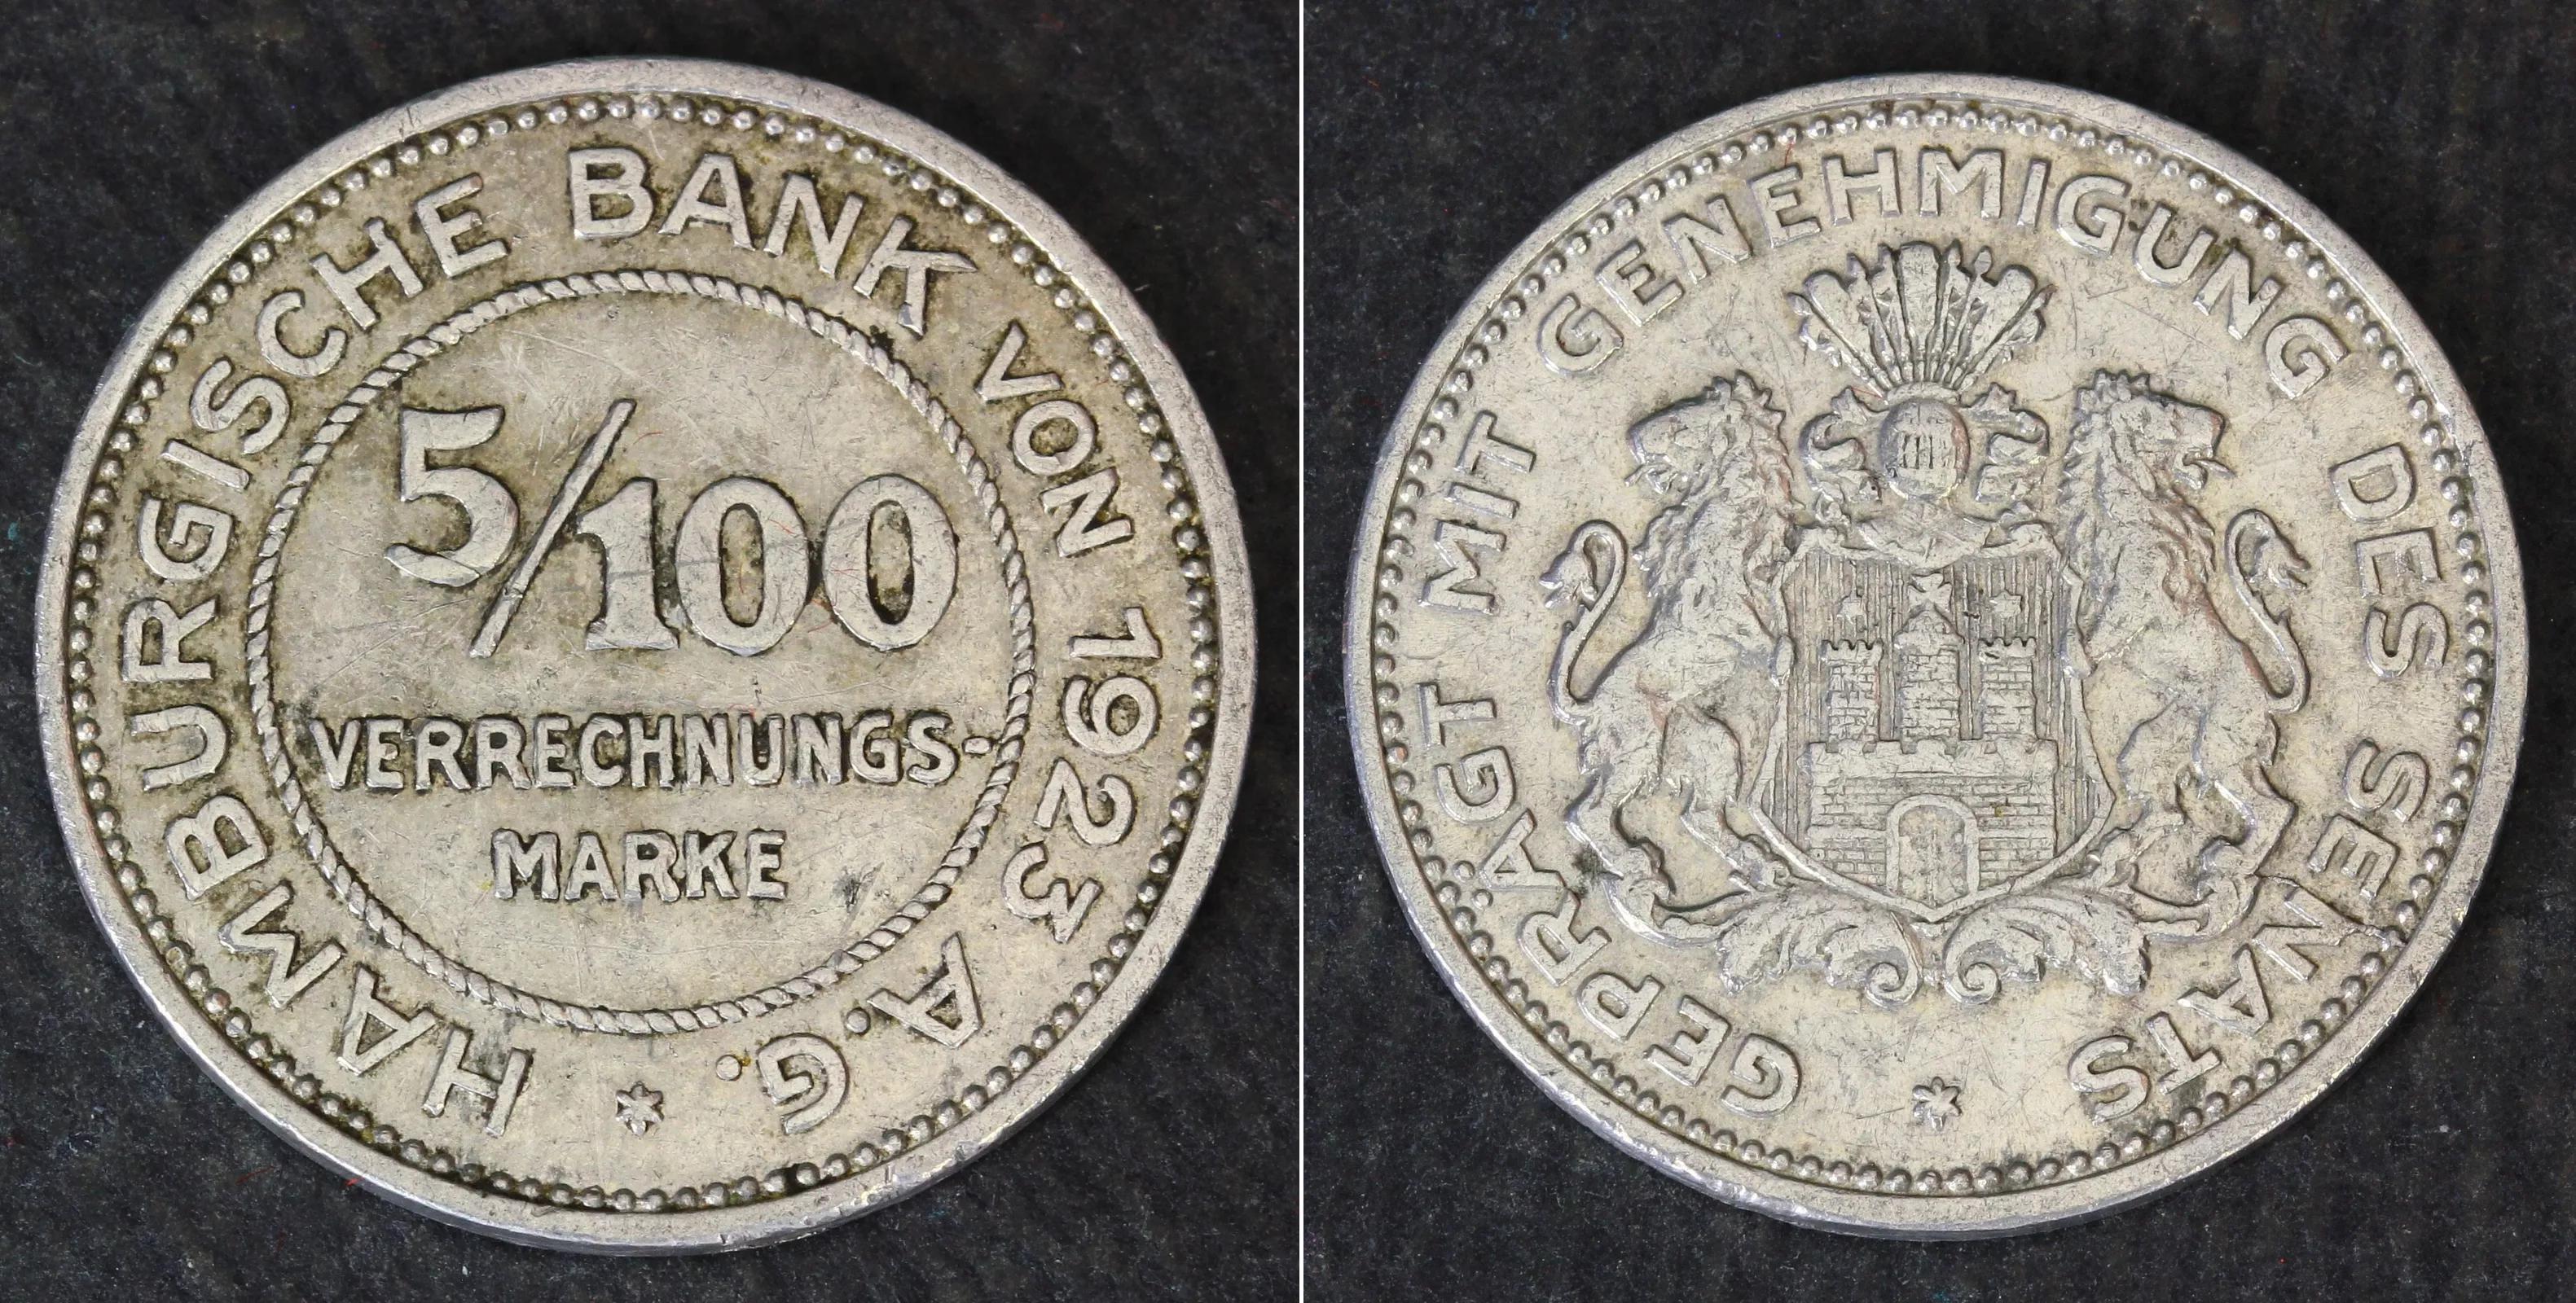 HAMBURGISCHE BANK VON 1923 A.G.
5/100
VERRECHNUNGS-
MARKE
GEPRÄGT MIT GENEHMIGUNG DES SENATS